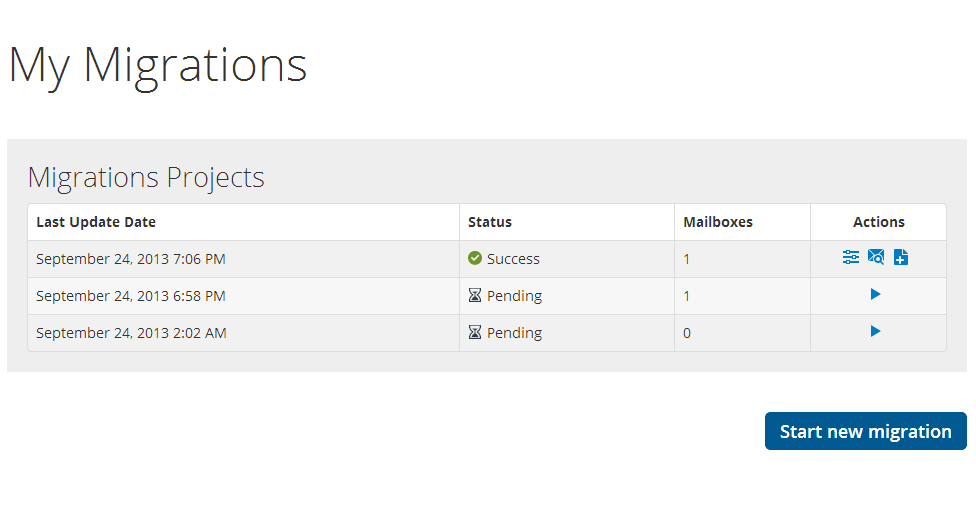 My Migrations
Migrations Projects
Last Update Date Status Mailboxes Actions
September 24, 2013 7:06 PM Success 1
September 24, 2013 6:58 PM Pending 1
September 24, 2013 2:02 AM Pending 0
Start new migration